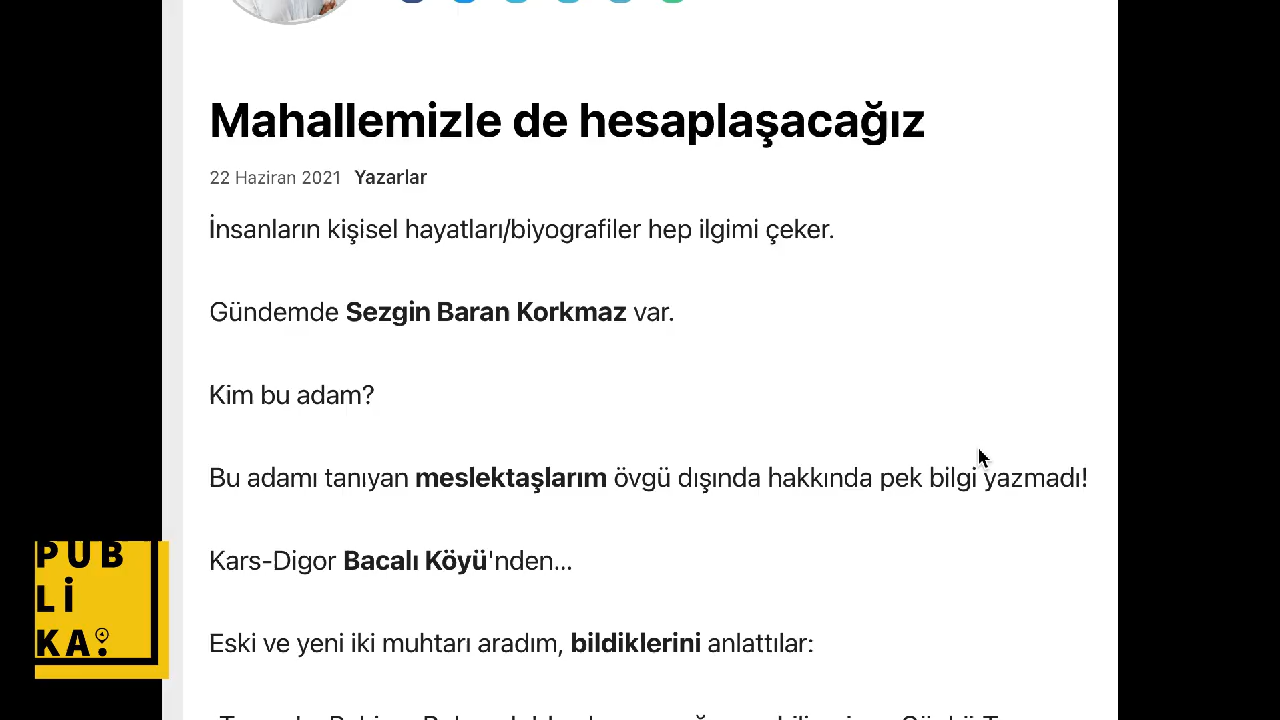 Mahallemizle de hesaplaşacağız
22 Haziran 2021 Yazarlar
İnsanların kişisel hayatları/biyografiler hep ilgimi çeker.
Gündemde Sezgin Baran Korkmaz var.
Kim bu adam?
Bu adamı tanıyan meslektaşlarım övgü dışında hakkında pek bilgi yazmadı!
Kars-Digor Bacalı Köyü'nden...
Eski ve yeni iki muhtarı aradım, bildiklerini anlattılar:
PUB
Lİ
KA